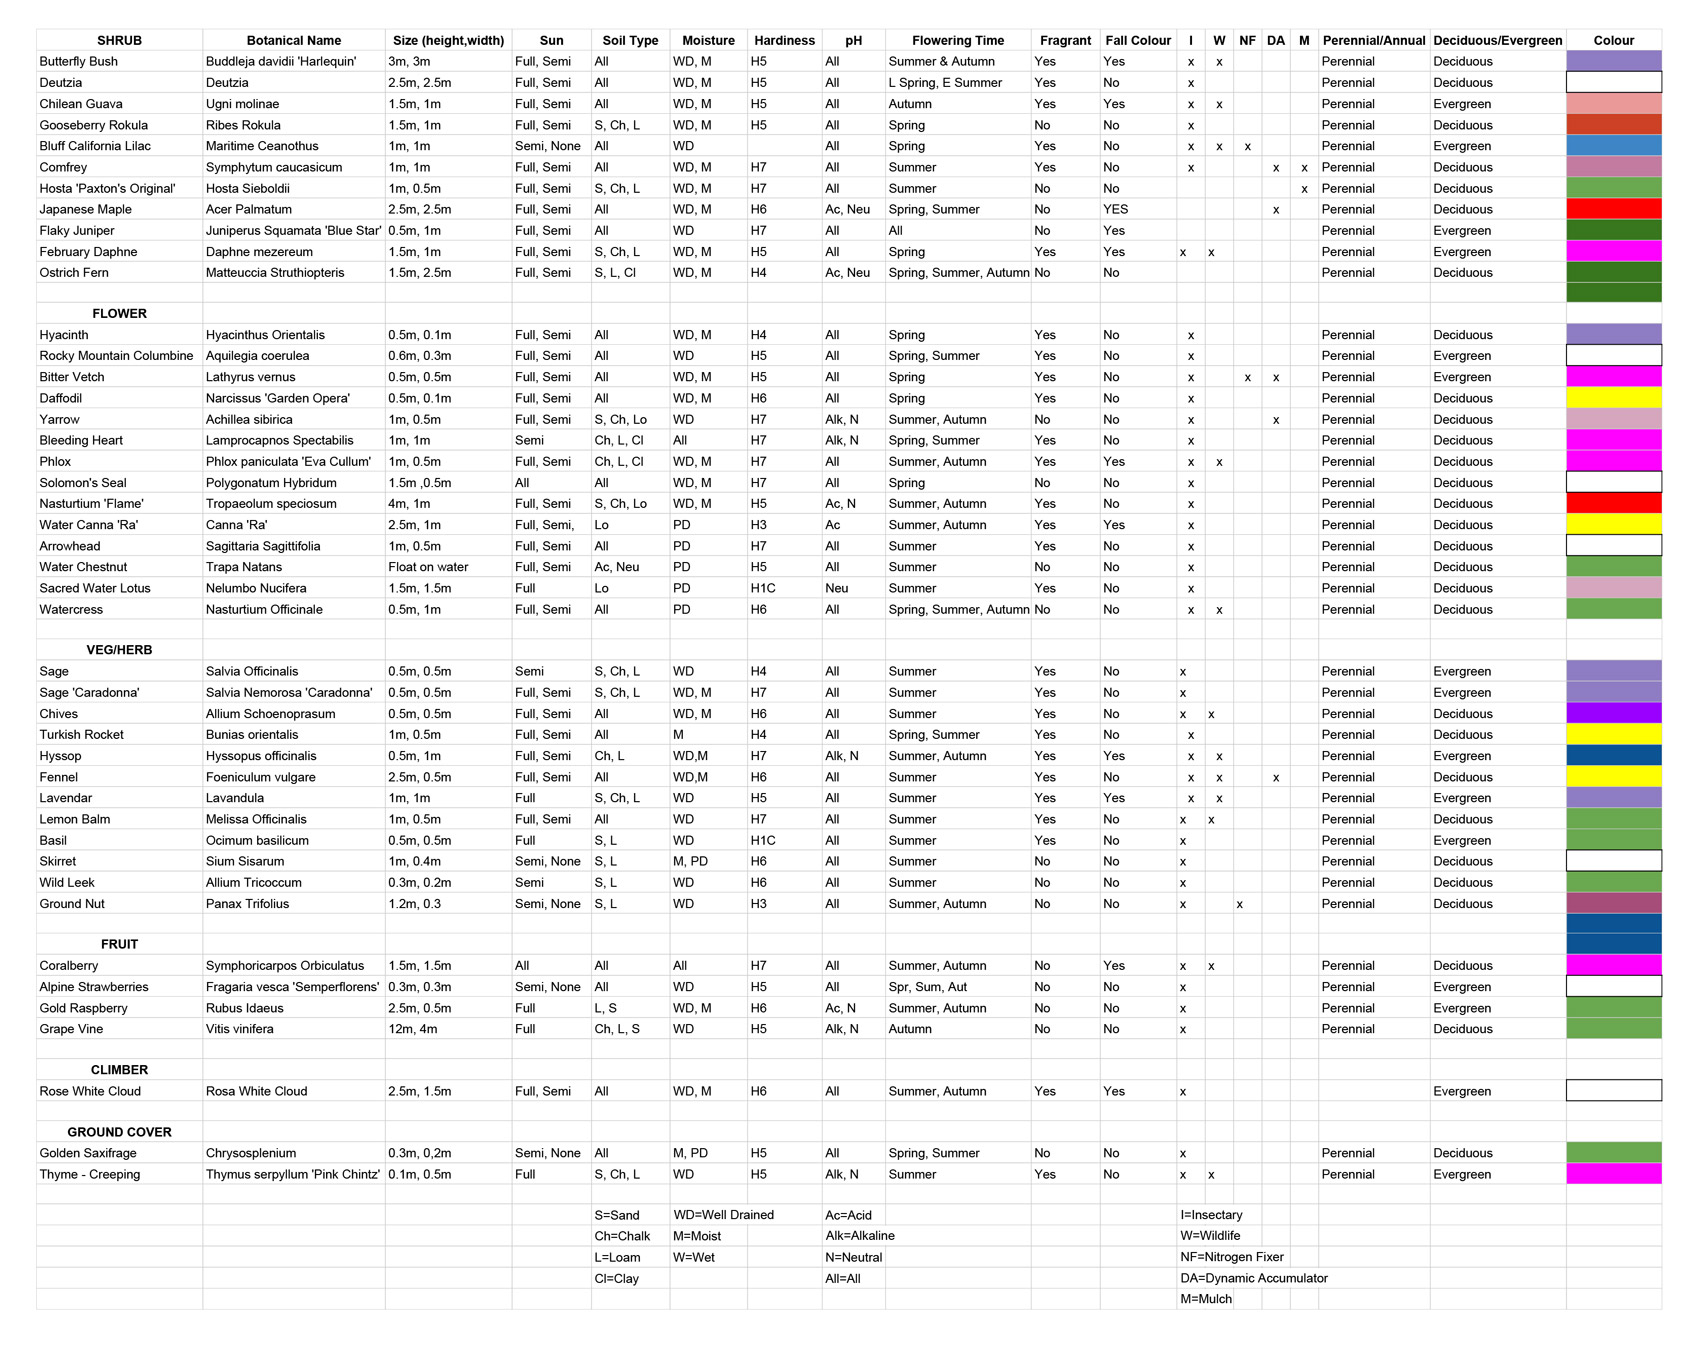 SHRUB Botanical Name Size (height,width) Sun Soil Type Moisture Hardiness pH Flowering Time Fragrant Fall Colour I W NF DA M Perennial/Annual Deciduous/Evergreen Colour
Butterfly Bush Buddleja davidii 'Harlequin' 3m, 3m Full, Semi All WD, M H5 All Summer & Autumn Yes Yes x x Perennial Deciduous
Deutzia Deutzia 2.5m, 2.5m Full, Semi All WD, M H5 All L Spring, E Summer Yes No x Perennial Deciduous
Chilean Guava Ugni molinae 1.5m, 1m Full, Semi All WD, M H5 All Autumn Yes Yes x x Perennial Evergreen
Gooseberry Rokula Ribes Rokula 1.5m, 1m Full, Semi S, Ch, L WD, M H5 All Spring No No x Perennial Deciduous
Bluff California Lilac Maritime Ceanothus 1m, 1m Semi, None All WD All Spring Yes No x x x Perennial Evergreen
Comfrey Symphytum caucasicum 1m, 1m Full, Semi All WD, M H7 All Summer Yes No x x x Perennial Deciduous
Hosta 'Paxton's Original' Hosta Sieboldii 1m, 0.5m Full, Semi S, Ch, L WD, M H7 All Summer No No x Perennial Deciduous
Japanese Maple Acer Palmatum 2.5m, 2.5m Full, Semi All WD, M H6 Ac, Neu Spring, Summer No YES x Perennial Deciduous
Flaky Juniper Juniperus Squamata 'Blue Star' 0.5m, 1m Full, Semi All WD H7 All All No Yes Perennial Evergreen
February Daphne Daphne mezereum 1.5m, 1m Full, Semi S, Ch, L WD, M H5 All Spring Yes Yes x x Perennial Evergreen
Ostrich Fern Matteuccia Struthiopteris 1.5m, 2.5m Full, Semi S, L, Cl WD, M H4 Ac, Neu Spring, Summer, Autumn No No Perennial Deciduous
FLOWER
Hyacinth Hyacinthus Orientalis 0.5m, 0.1m Full, Semi All WD, M H4 All Spring Yes No x Perennial Deciduous
Rocky Mountain Columbine Aquilegia coerulea 0.6m, 0.3m Full, Semi All WD H5 All Spring, Summer Yes No x Perennial Evergreen
Bitter Vetch Lathyrus vernus 0.5m, 0.5m Full, Semi All WD, M H5 All Spring Yes No x x x Perennial Evergreen
Daffodil Narcissus 'Garden Opera' 0.5m, 0.1m Full, Semi All WD, M H6 All Spring Yes No x Perennial Deciduous
Yarrow Achillea sibirica 1m, 0.5m Full, Semi S, Ch, Lo WD H7 Alk, N Summer, Autumn No No x x Perennial Deciduous
Bleeding Heart Lamprocapnos Spectabilis 1m, 1m Semi Ch, L, Cl All H7 Alk, N Spring, Summer Yes No x Perennial Deciduous
Phlox Phlox paniculata 'Eva Cullum' 1m, 0.5m Full, Semi Ch, L, Cl WD, M H7 All Summer, Autumn Yes Yes x x Perennial Deciduous
Solomon's Seal Polygonatum Hybridum 1.5m ,0.5m All All WD, M H7 All Spring No No x Perennial Deciduous
Nasturtium 'Flame' Tropaeolum speciosum 4m, 1m Full, Semi S, Ch, Lo WD, M H5 Ac, N Summer, Autumn Yes No x Perennial Deciduous
Water Canna 'Ra' Canna 'Ra' 2.5m, 1m Full, Semi, Lo PD H3 Ac Summer, Autumn Yes Yes x Perennial Deciduous
Arrowhead Sagittaria Sagittifolia 1m, 0.5m Full, Semi All PD H7 All Summer Yes No x Perennial Deciduous
Water Chestnut Trapa Natans Float on water Full, Semi Ac, Neu PD H5 All Summer No No x Perennial Deciduous
Sacred Water Lotus Nelumbo Nucifera 1.5m, 1.5m Full Lo PD H1C Neu Summer Yes No x Perennial Deciduous
Watercress Nasturtium Officinale 0.5m, 1m Full, Semi All PD H6 All Spring, Summer, Autumn No No x x Perennial Deciduous
VEG/HERB
Sage Salvia Officinalis 0.5m, 0.5m Semi S, Ch, L WD H4 All Summer Yes No x Perennial Evergreen
Sage 'Caradonna' Salvia Nemorosa 'Caradonna' 0.5m, 0.5m Full, Semi S, Ch, L WD, M H7 All Summer Yes No x Perennial Evergreen
Chives Allium Schoenoprasum 0.5m, 0.5m Full, Semi All WD, M H6 All Summer Yes No x x Perennial Deciduous
Turkish Rocket Bunias orientalis 1m, 0.5m Full, Semi All M H4 All Spring, Summer Yes No x Perennial Deciduous
Hyssop Hyssopus officinalis 0.5m, 1m Full, Semi Ch, L WD,M H7 Alk, N Summer, Autumn Yes Yes x x Perennial Evergreen
Fennel Foeniculum vulgare 2.5m, 0.5m Full, Semi All WD,M H6 All Summer Yes No x x x Perennial Deciduous
Lavendar Lavandula 1m, 1m Full S, Ch, L WD H5 All Summer Yes Yes x x Perennial Evergreen
Lemon Balm Melissa Officinalis 1m, 0.5m Full, Semi All WD H7 All Summer Yes No x x Perennial Deciduous
Basil Ocimum basilicum 0.5m, 0.5m Full S, L WD H1C All Summer Yes No x Perennial Evergreen
Skirret Sium Sisarum 1m, 0.4m Semi, None S, L M, PD H6 All Summer No No x Perennial Deciduous
Wild Leek Allium Tricoccum 0.3m, 0.2m Semi S, L WD H6 All Summer No No x Perennial Deciduous
Ground Nut Panax Trifolius 1.2m, 0.3 Semi, None S, L WD H3 All Summer, Autumn No No x x Perennial Deciduous
FRUIT
Coralberry Symphoricarpos Orbiculatus 1.5m, 1.5m All All All H7 All Summer, Autumn No Yes x x Perennial Deciduous
Alpine Strawberries Fragaria vesca 'Semperflorens' 0.3m, 0.3m Semi, None All WD H5 All Spr, Sum, Aut No No x Perennial Evergreen
Gold Raspberry Rubus Idaeus 2.5m, 0.5m Full L, S WD, M H6 Ac, N Summer, Autumn No No x Perennial Evergreen
Grape Vine Vitis vinifera 12m, 4m Full Ch, L, S WD H5 Alk, N Autumn No No x Perennial Deciduous
CLIMBER
Rose White Cloud Rosa White Cloud 2.5m, 1.5m Full, Semi All WD, M H6 All Summer, Autumn Yes Yes x Evergreen
GROUND COVER
Golden Saxifrage Chrysosplenium 0.3m, 0,2m Semi, None All M, PD H5 All Spring, Summer No No x Perennial Deciduous
Thyme - Creeping Thymus serpyllum 'Pink Chintz' 0.1m, 0.5m Full S, Ch, L WD H5 Alk, N Summer Yes No x x Perennial Evergreen
S=Sand WD=Well Drained Ac=Acid I=Insectary
Ch=Chalk M=Moist Alk=Alkaline W=Wildlife
L=Loam W=Wet N=Neutral NF=Nitrogen Fixer
Cl=Clay All=All DA=Dynamic Accumulator
M=Mulch